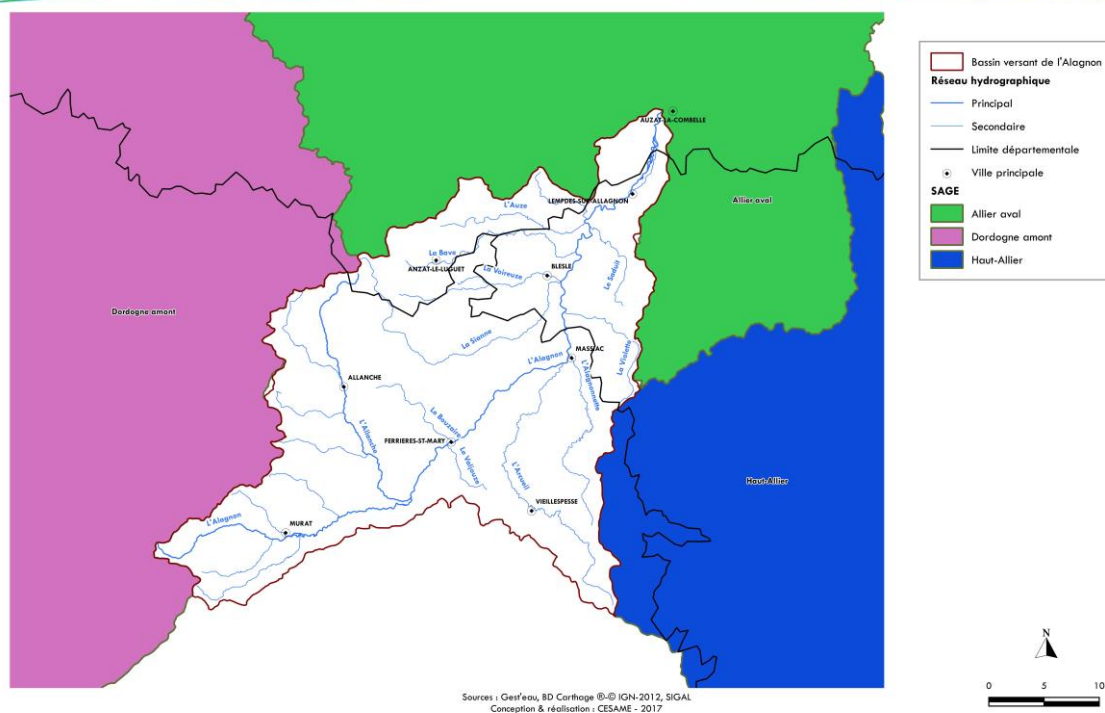 Bassin versant de l'Alagnon
Réseau hydrographique
Principal
Secondaire
Limite départementale
Ville principale
SAGE
Allier aval
Dordogne amont
Haut-Allier
AUZAT-LA-COMBELLE
LEMPDES-SUR-ALLAGNON
Allier aval
L'Auze
La Bave
ANZAT-LE-LUGUET
La Voireuze
BLESLE
Le Saduit
Dordogne amont
La Sianne
MASSIAC
L'Alagnon
La Violette
L'Alagnonnette
ALLANCHE
Le Bouzaire
L'Allanche
FERRIERES-ST-MARY
Le Valjouze
L'Arcueil
Haut-Allier
VIEILLESPESSE
L'Alagnon
MURAT
N
0 5 10
Sources : Gest'eau, BD Carthage ®-© IGN-2012, SIGAL
Conception & réalisation : CESAME - 2017